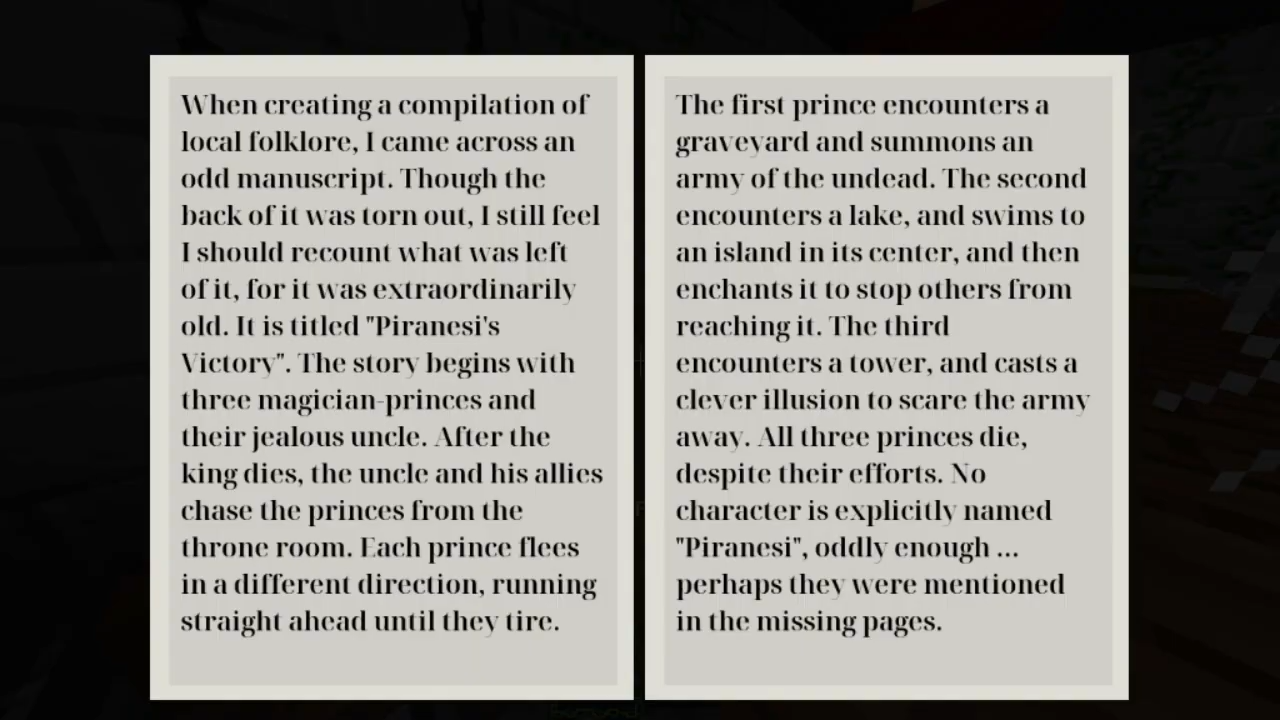 When creating a compilation of
local folklore, I came across an
odd manuscript. Though the
back of it was torn out, I still feel
I should recount what was left
of it, for it was extraordinarily
old. It is titled "Piranesi's
Victory". The story begins with
three magician-princes and
their jealous uncle. After the
king dies, the uncle and his allies
chase the princes from the
throne room. Each prince flees
in a different direction, running
straight ahead until they tire.
The first prince encounters a
graveyard and summons an
army of the undead. The second
encounters a lake, and swims to
an island in its center, and then
enchants it to stop others from
reaching it. The third
encounters a tower, and casts a
clever illusion to scare the army
away. All three princes die,
despite their efforts. No
character is explicitly named
"Piranesi", oddly enough ...
perhaps they were mentioned
in the missing pages.